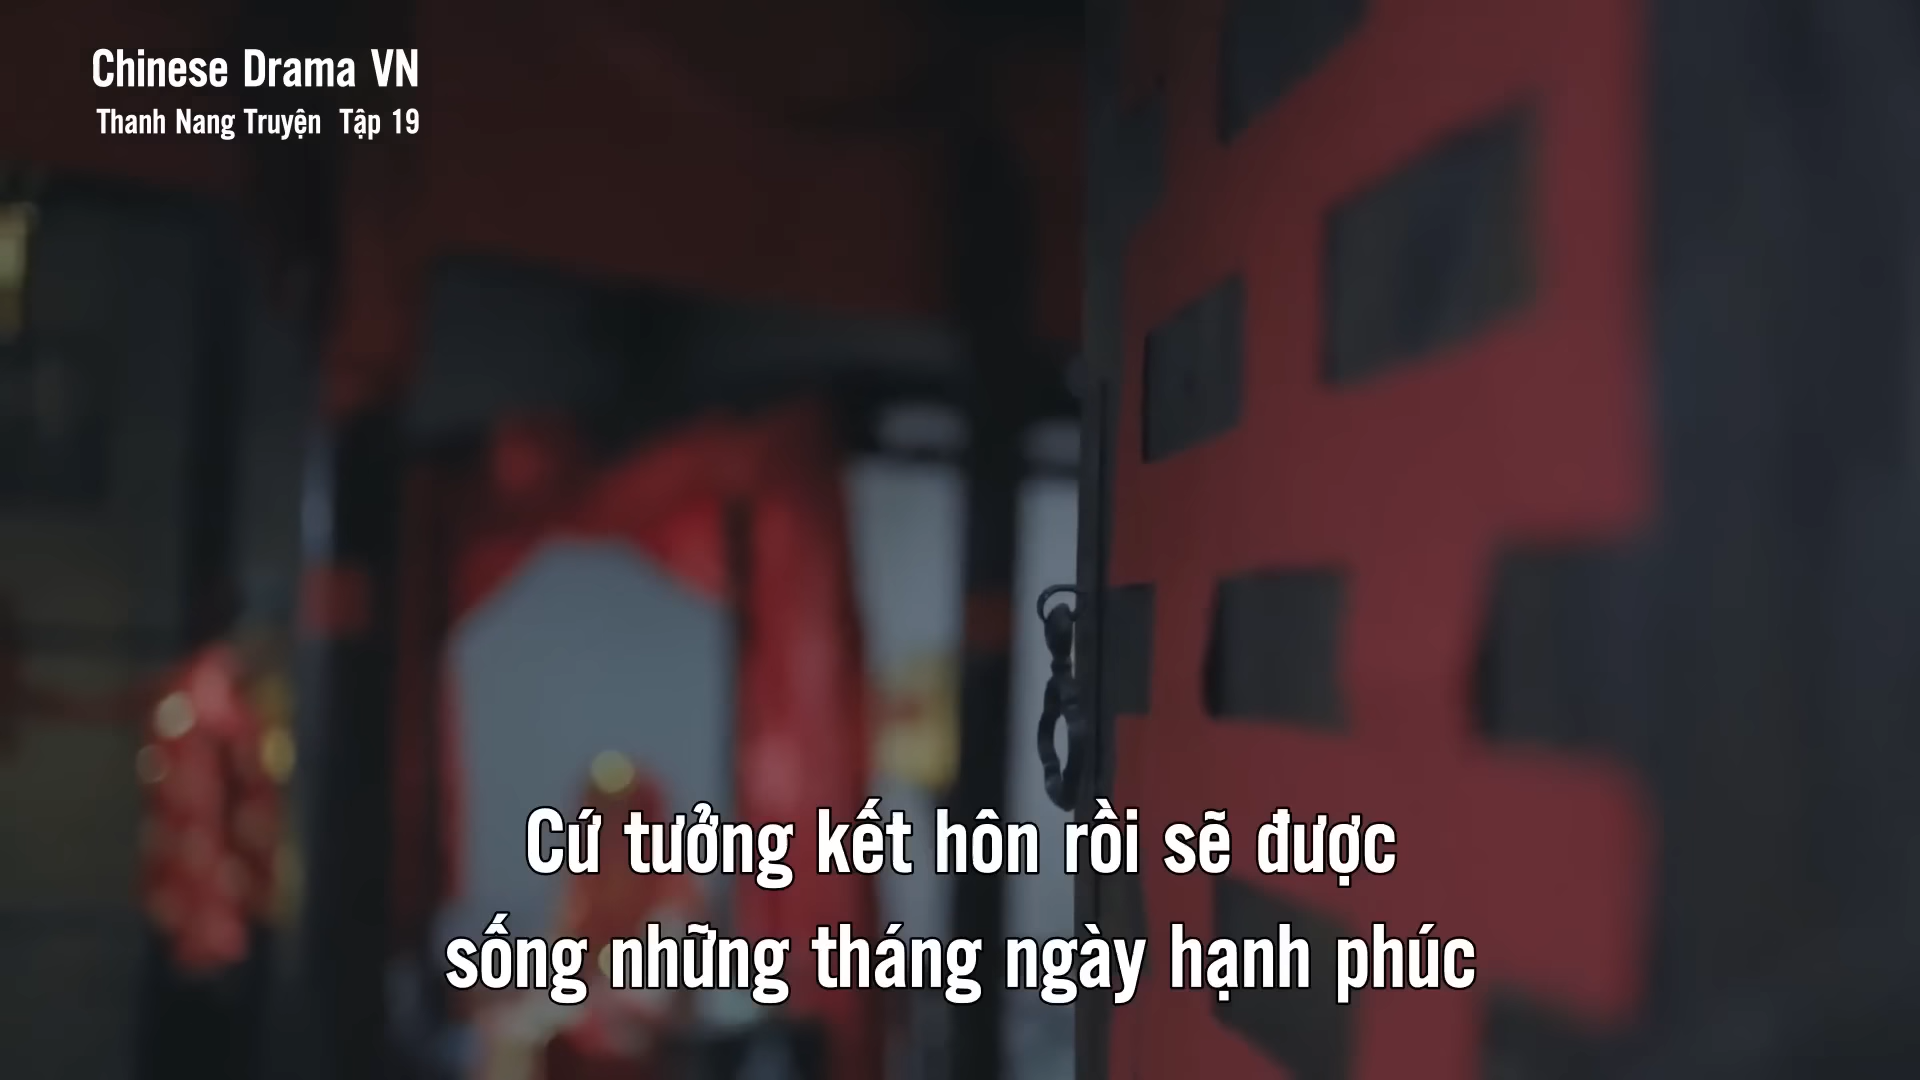 Chinese Drama VN
Thanh Nang Truyện Tập 19
Cứ tưởng kết hôn rồi sẽ được
sống những tháng ngày hạnh phúc